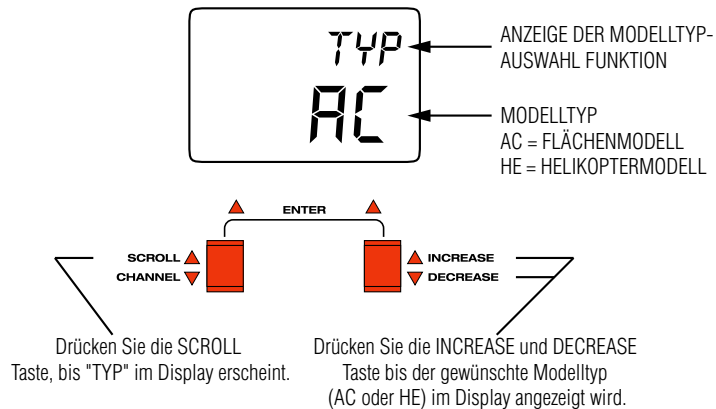 TYP
ANZEIGE DER MODELLTYP-
AUSWAHL FUNKTION
AC
MODELLTYP
AC = FLÄCHENMODELL
HE = HELIKOPTERMODELL
ENTER
SCROLL
CHANNEL
INCREASE
DECREASE
Drücken Sie die SCROLL
Taste, bis "TYP" im Display erscheint.
Drücken Sie die INCREASE und DECREASE
Taste bis der gewünschte Modelltyp
(AC oder HE) im Display angezeigt wird.